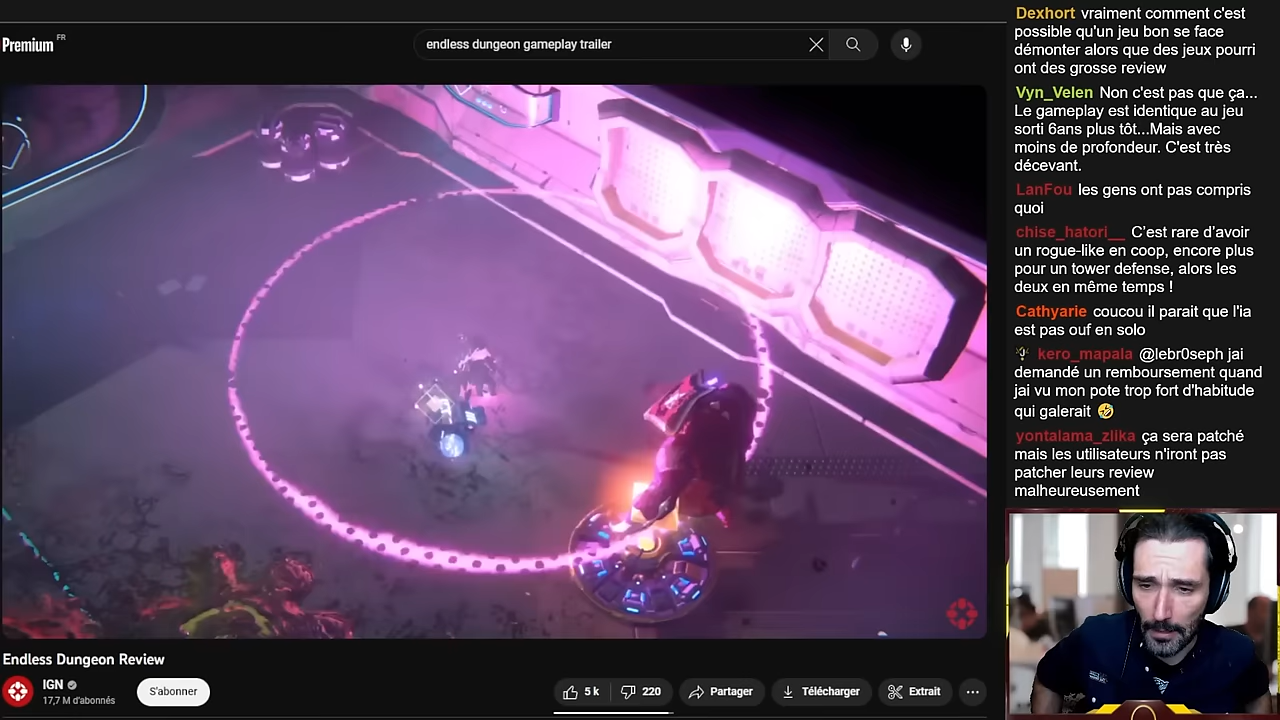 Premium FR
endless dungeon gameplay trailer
Endless Dungeon Review
IGN
17,7 M d'abonnés
S'abonner
5 k
220
Partager
Télécharger
Extrait
Dexhort vraiment comment c'est
possible qu'un jeu bon se face
démonter alors que des jeux pourri
ont des grosse review
Vyn_Velen Non c'est pas que ça...
Le gameplay est identique au jeu
sorti 6ans plus tôt...Mais avec
moins de profondeur. C'est très
décevant.
LanFou les gens ont pas compris
quoi
chise_hatori__ C'est rare d'avoir
un rogue-like en coop, encore plus
pour un tower defense, alors les
deux en même temps !
Cathyarie coucou il parait que l'ia
est pas ouf en solo
kero_mapala @lebr0seph jai
demandé un remboursement quand
jai vu mon pote trop fort d'habitude
qui galerait 🤣
yontalama_zlika ça sera patché
mais les utilisateurs n'iront pas
patcher leurs review
malheureusement